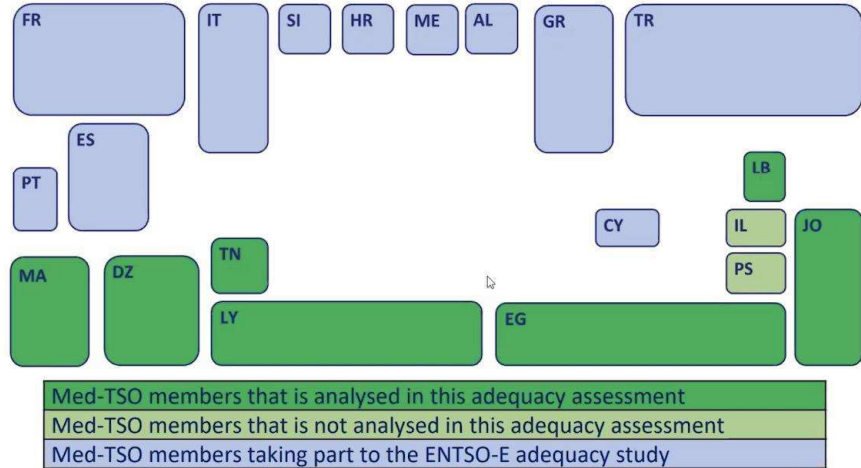 FR
IT
SI
HR
ME
AL
GR
TR
ES
PT
LB
CY
IL
JO
TN
MA
DZ
PS
LY
EG
Med-TSO members that is analysed in this adequacy assessment
Med-TSO members that is not analysed in this adequacy assessment
Med-TSO members taking part to the ENTSO-E adequacy study